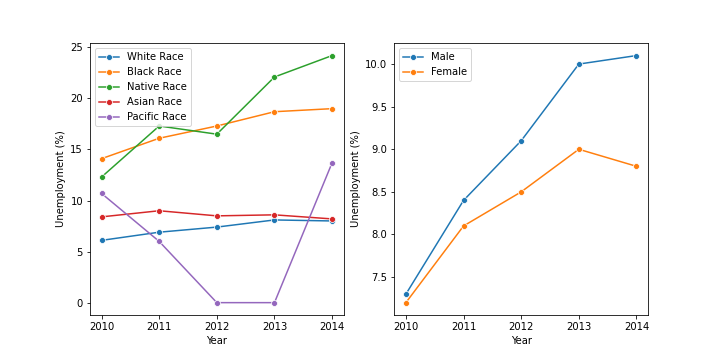 White Race
Black Race
Native Race
Asian Race
Pacific Race
25
20
15
10
5
0
Unemployment (%)
2010 2011 2012 2013 2014
Year
Male
Female
10.0
9.5
9.0
8.5
8.0
7.5
Unemployment (%)
2010 2011 2012 2013 2014
Year